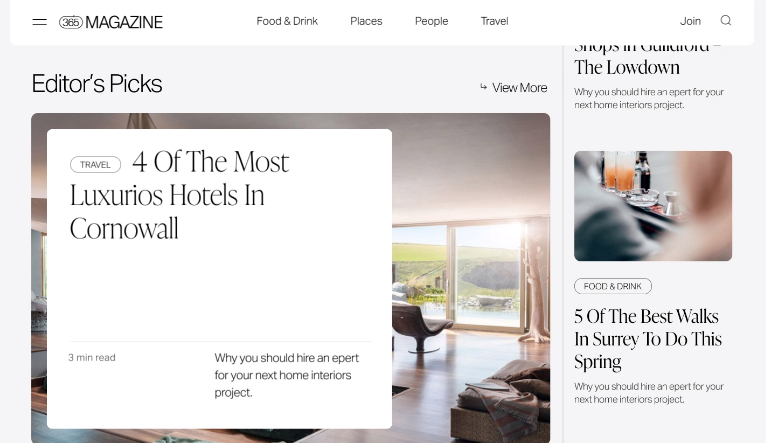 365 MAGAZINE
Food & Drink
Places
People
Travel
Join
Editor's Picks
View More
TRAVEL 4 Of The Most
Luxurios Hotels In
Cornowall
3 min read
Why you should hire an epert
for your next home interiors
project.
Shops In Guildford –
The Lowdown
Why you should hire an epert for your
next home interiors project.
FOOD & DRINK
5 Of The Best Walks
In Surrey To Do This
Spring
Why you should hire an epert for your
next home interiors project.